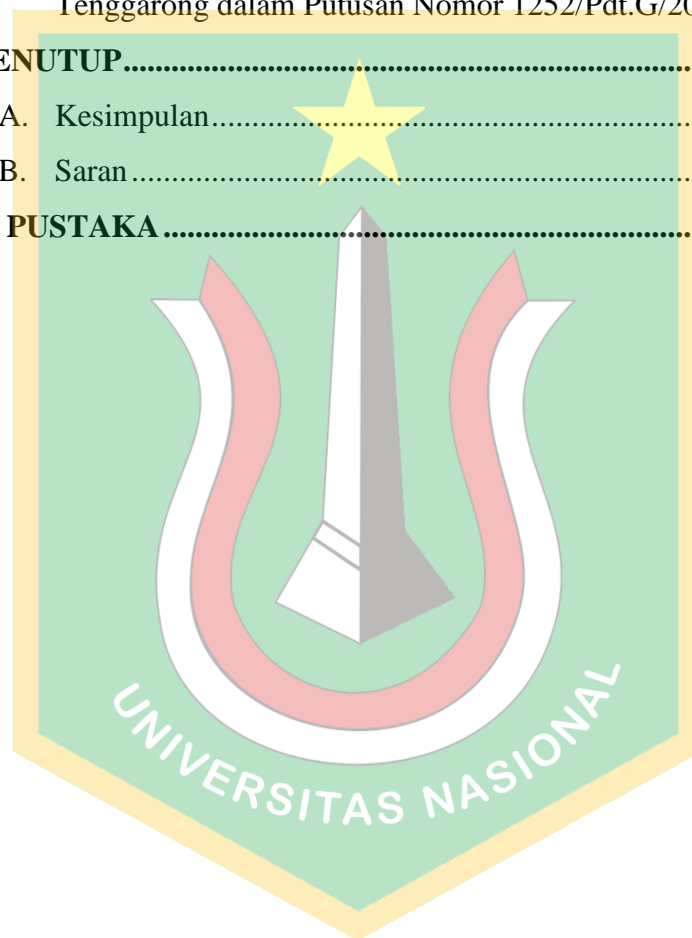 Tenggarong dalam Putusan Nomor 1252/Pdt.G/20
ENUTUP................................................................
A. Kesimpulan................................................................
B. Saran................................................................
PUSTAKA................................................................
UNIVERSITAS NASIONAL